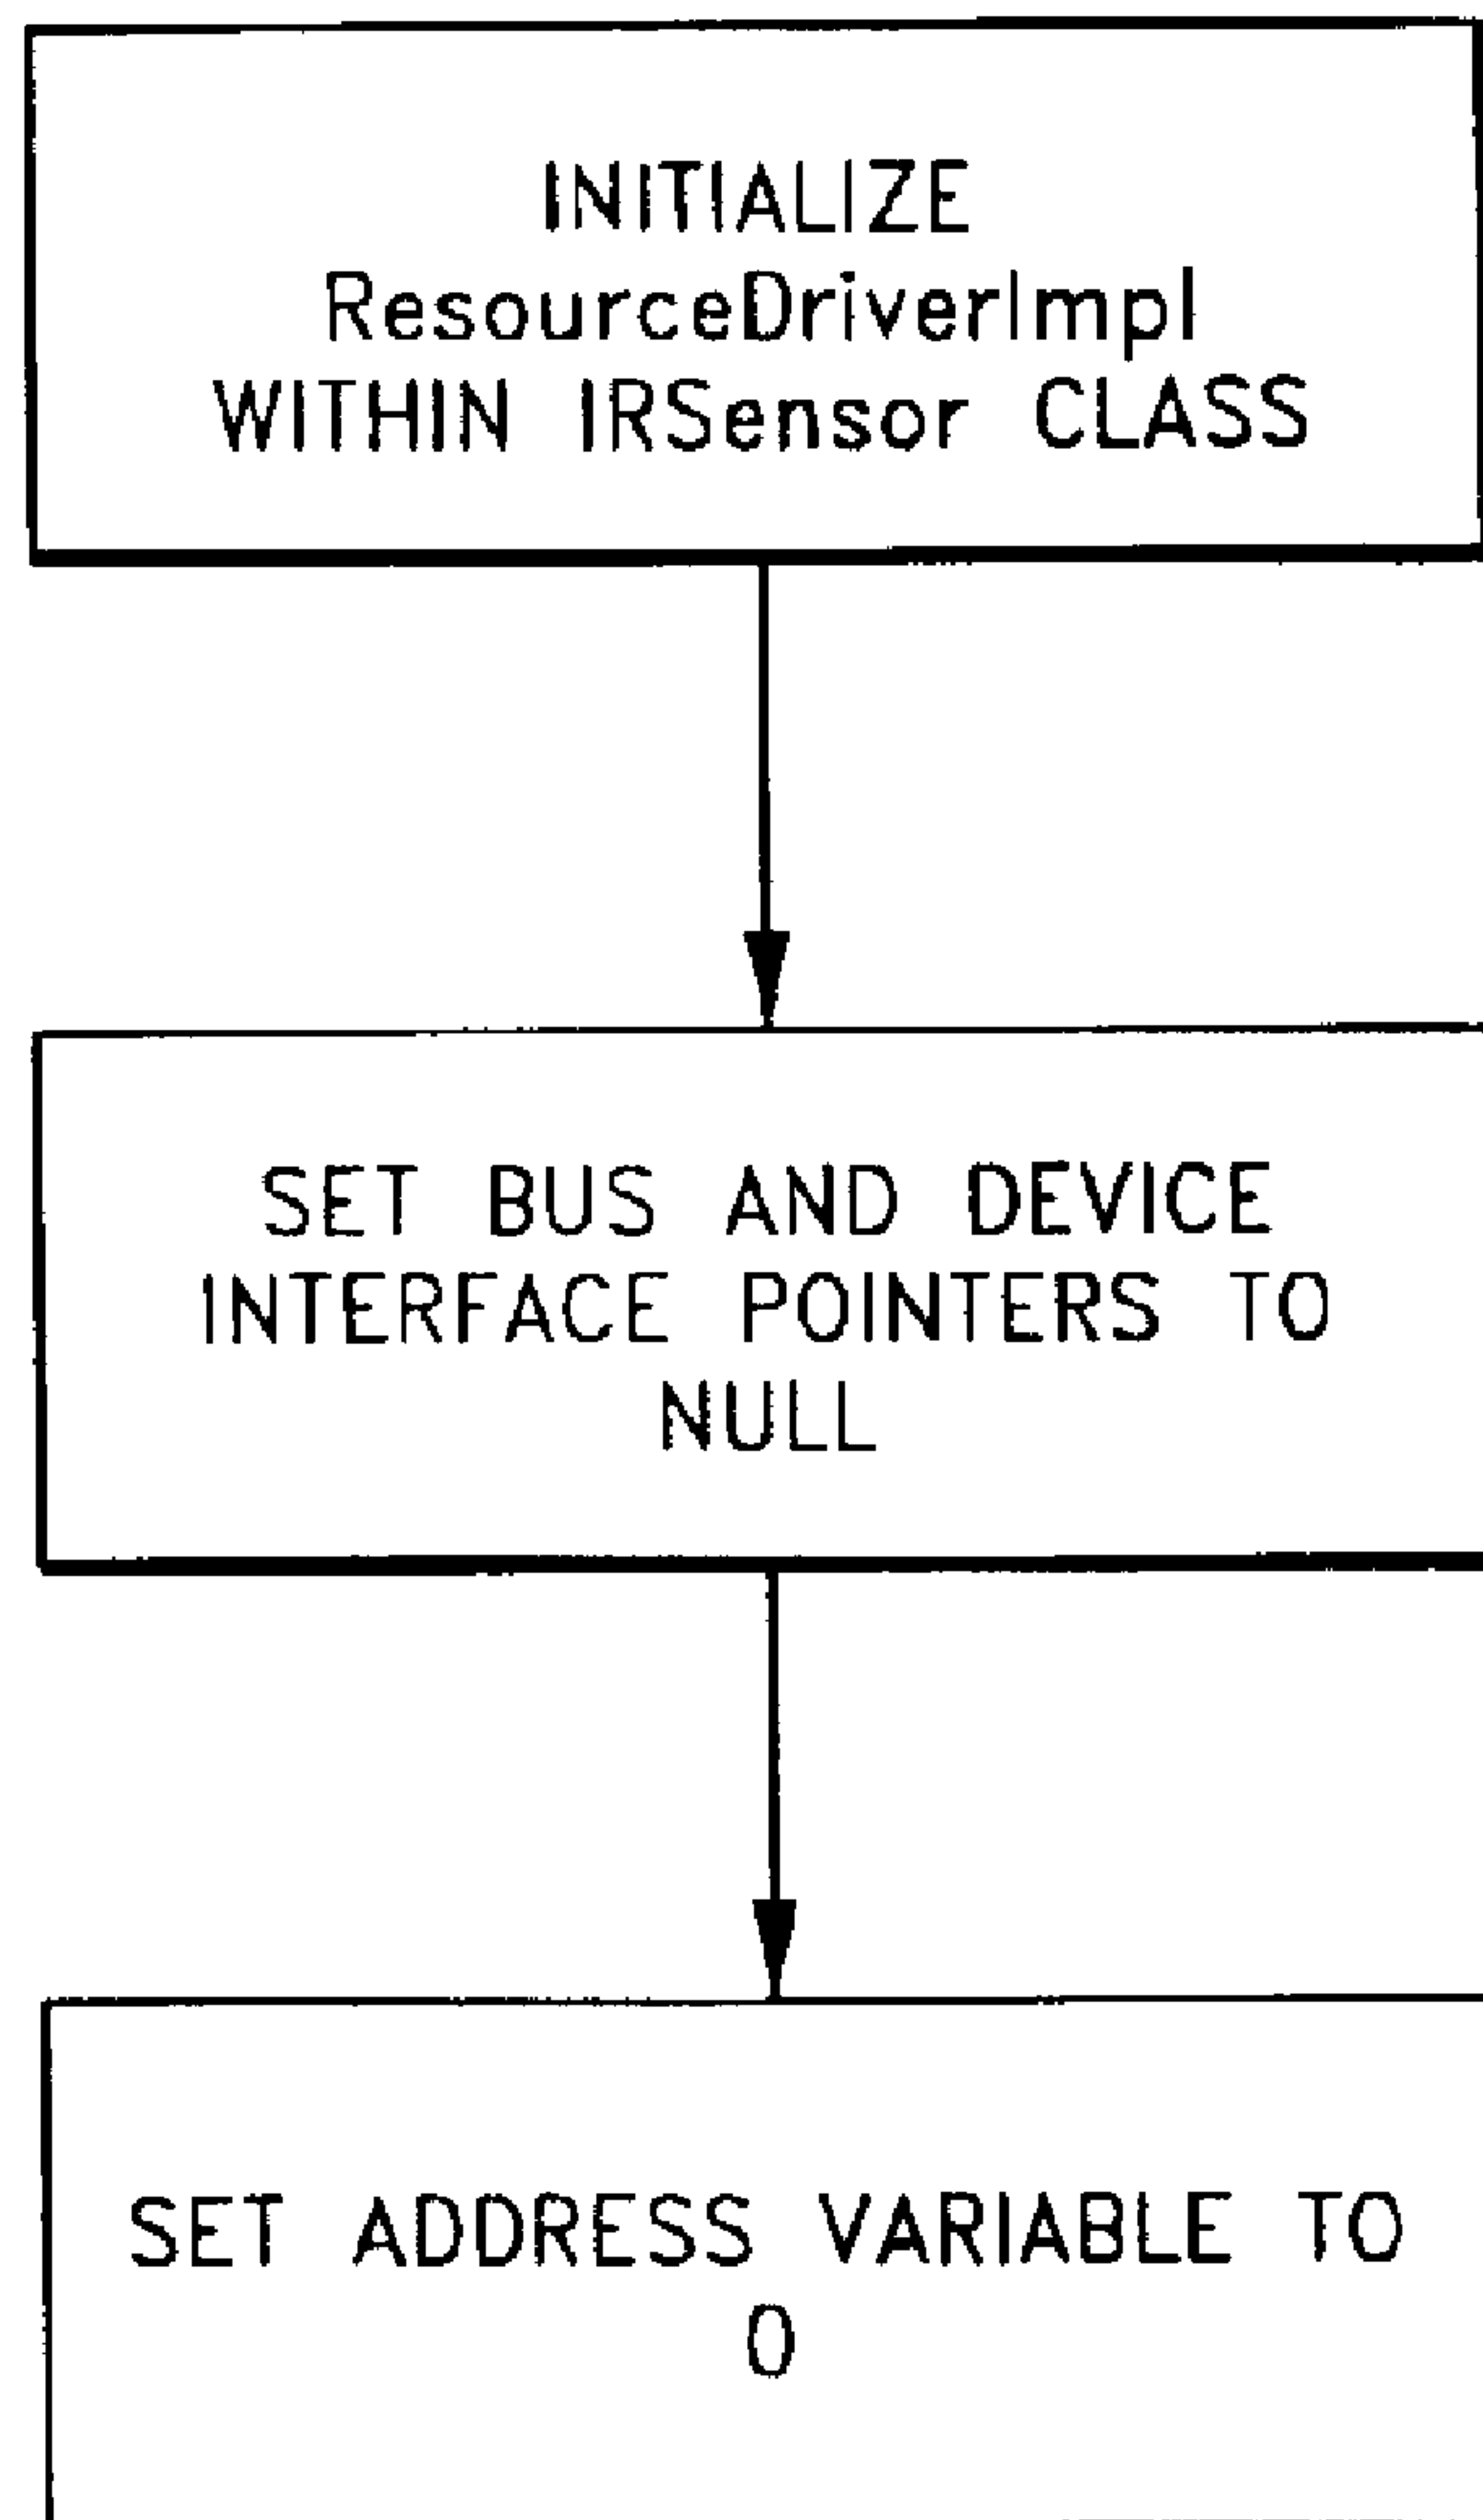 INITIALIZE
ResourceDriverImpl
WITHIN IRSensor CLASS
SET BUS AND DEVICE
INTERFACE POINTERS TO
NULL
SET ADDRESS VARIABLE TO
0